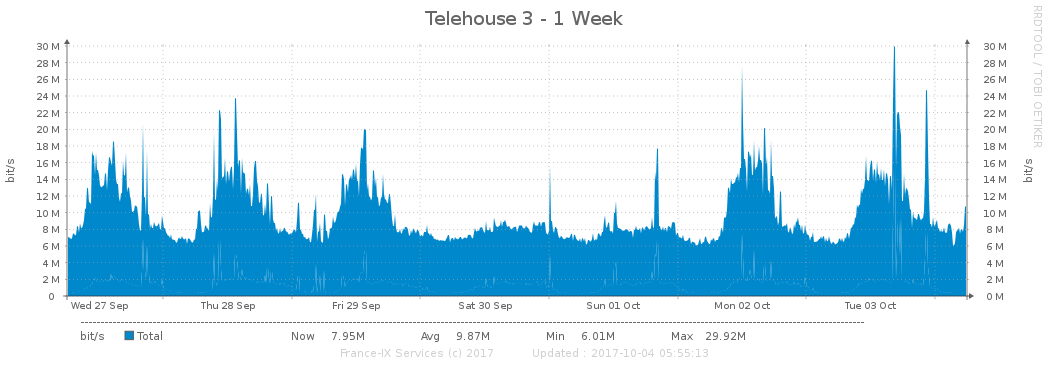 Telehouse 3 - 1 Week
RRDTOOL / TOBI OETIKER
bit/s
30 M 30 M
28 M 28 M
26 M 26 M
24 M 24 M
22 M 22 M
20 M 20 M
18 M 18 M
16 M 16 M
14 M 14 M
12 M 12 M
10 M 10 M
8 M 8 M
6 M 6 M
4 M 4 M
2 M 2 M
0 0 M
bit/s
Wed 27 Sep Thu 28 Sep Fri 29 Sep Sat 30 Sep Sun 01 Oct Mon 02 Oct Tue 03 Oct
bit/s Total Now 7.95M Avg 9.87M Min 6.01M Max 29.92M
France-IX Services (c) 2017 Updated : 2017-10-04 05:55:13